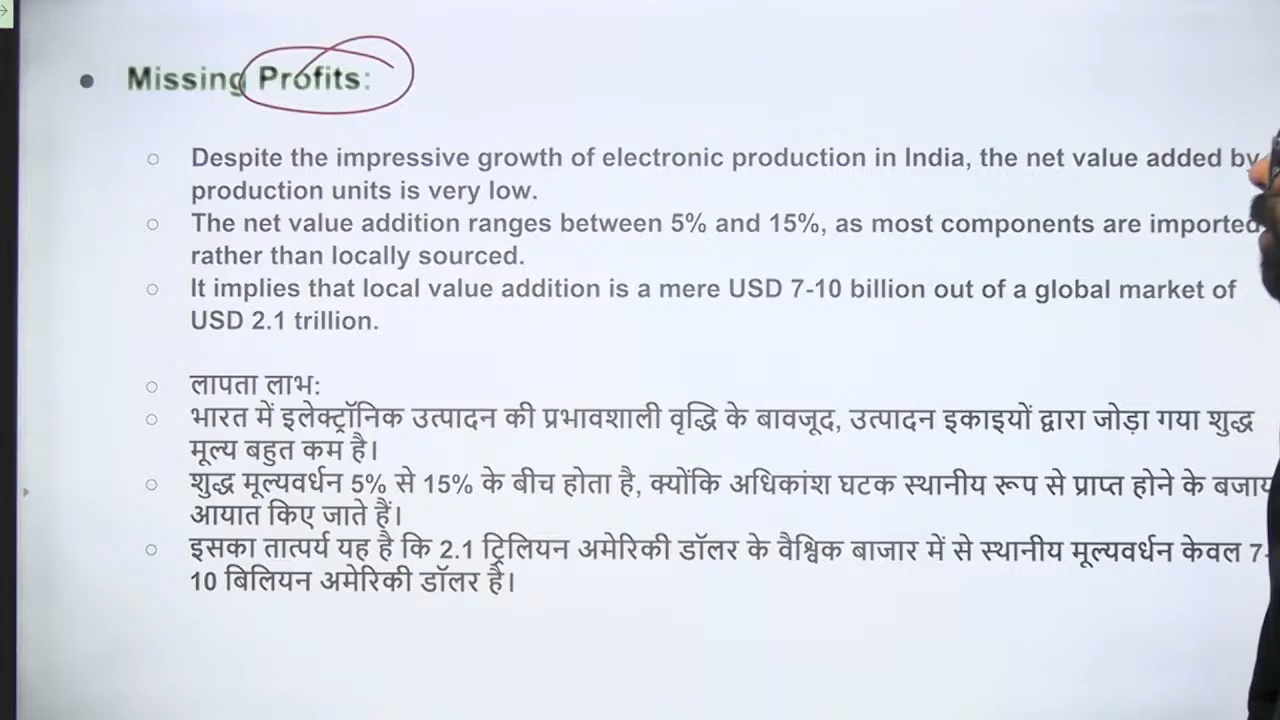 Missing Profits:
Despite the impressive growth of electronic production in India, the net value added by
production units is very low.
The net value addition ranges between 5% and 15%, as most components are imported
rather than locally sourced.
It implies that local value addition is a mere USD 7-10 billion out of a global market of
USD 2.1 trillion.
लापता लाभ:
भारत में इलेक्ट्रॉनिक उत्पादन की प्रभावशाली वृद्धि के बावजूद, उत्पादन इकाइयों द्वारा जोड़ा गया शुद्ध
मूल्य बहुत कम है।
शुद्ध मूल्यवर्धन 5% से 15% के बीच होता है, क्योंकि अधिकांश घटक स्थानीय रूप से प्राप्त होने के बजाय
आयात किए जाते हैं।
इसका तात्पर्य यह है कि 2.1 ट्रिलियन अमेरिकी डॉलर के वैश्विक बाजार में से स्थानीय मूल्यवर्धन केवल 7-
10 बिलियन अमेरिकी डॉलर है।